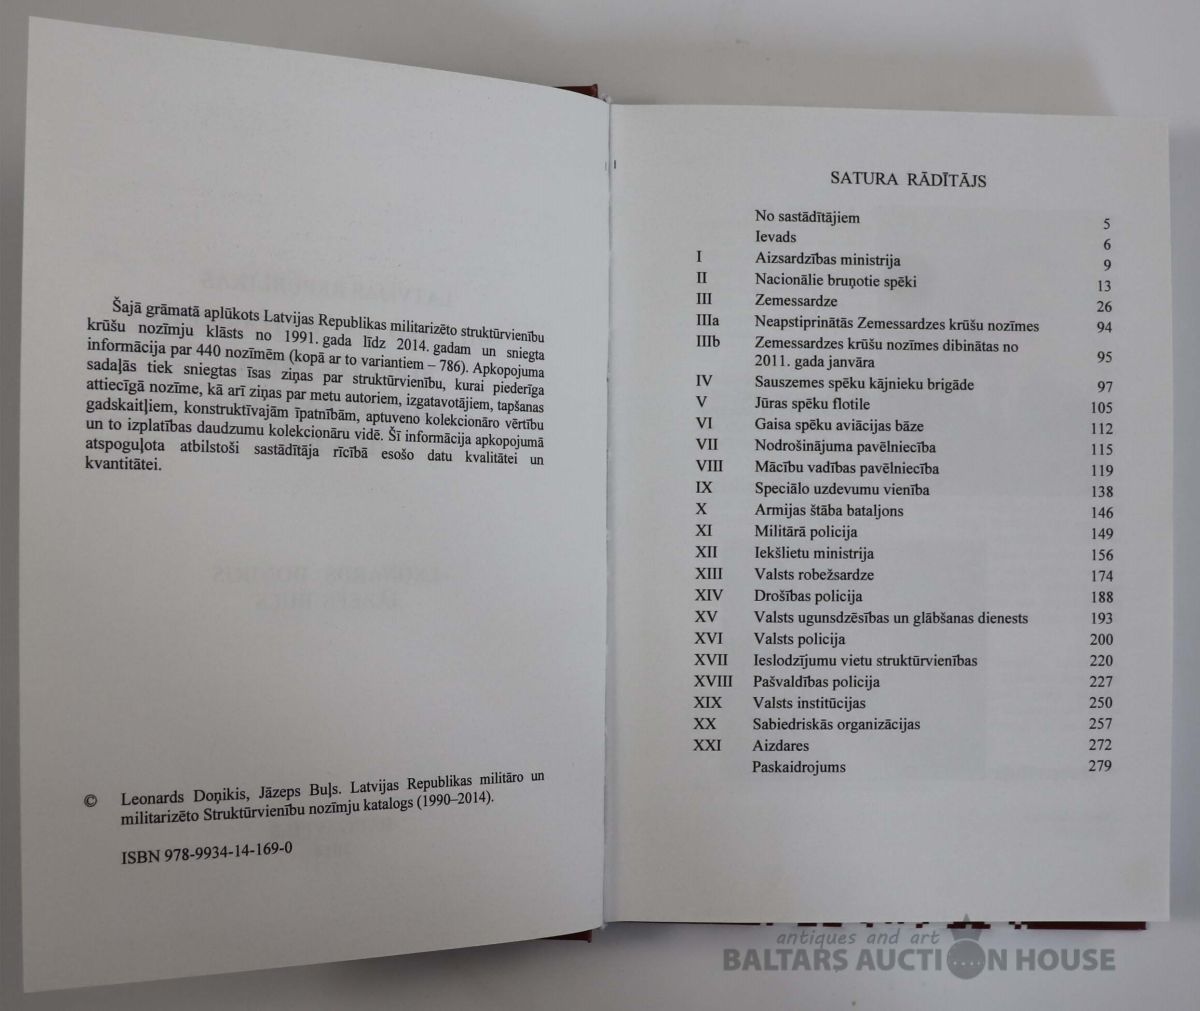 Šajā grāmatā aplūkots Latvijas Republikas militarizēto struktūrvienību
krūšu nozīmju klāsts no 1991. gada līdz 2014. gadam un sniegta
informācija par 440 nozīmēm (kopā ar to variantiem – 786). Apkopojuma
sadaļās tiek sniegtas īsas ziņas par struktūrvienību, kurai piederīga
attiecīgā nozīme, kā arī ziņas par metu autoriem, izgatavotājiem, tapšanas
gadskaitļiem, konstruktīvajām īpatnībām, aptuveno kolekcionāro vērtību
un to izplatības daudzumu kolekcionāru vidē. Šī informācija apkopojumā
atspoguļota atbilstoši sastādītāja rīcībā esošo datu kvalitātei un
kvantitātei.
© Leonards Doņikis, Jāzeps Buļs. Latvijas Republikas militāro un
militarizēto Struktūrvienību nozīmju katalogs (1990–2014).
ISBN 978-9934-14-169-0
SATURA RĀDĪTĀJS
No sastādītājiem 5
Ievads 6
I Aizsardzības ministrija 9
II Nacionālie bruņotie spēki 13
III Zemessardze 26
IIIa Neapstiprinātās Zemessardzes krūšu nozīmes 94
IIIb Zemessardzes krūšu nozīmes dibinātas no
2011. gada janvāra 95
IV Sauszemes spēku kājnieku brigāde 97
V Jūras spēku flotile 105
VI Gaisa spēku aviācijas bāze 112
VII Nodrošinājuma pavēlniecība 115
VIII Mācību vadības pavēlniecība 119
IX Speciālo uzdevumu vienība 138
X Armijas štāba bataljons 146
XI Militārā policija 149
XII Iekšlietu ministrija 156
XIII Valsts robežsardze 174
XIV Drošības policija 188
XV Valsts ugunsdzēsības un glābšanas dienests 193
XVI Valsts policija 200
XVII Ieslodzījumu vietu struktūrvienības 220
XVIII Pašvaldības policija 227
XIX Valsts institūcijas 250
XX Sabiedriskās organizācijas 257
XXI Aizdares 272
Paskaidrojums 279
antiques and art
BALTARS AUCTION HOUSE